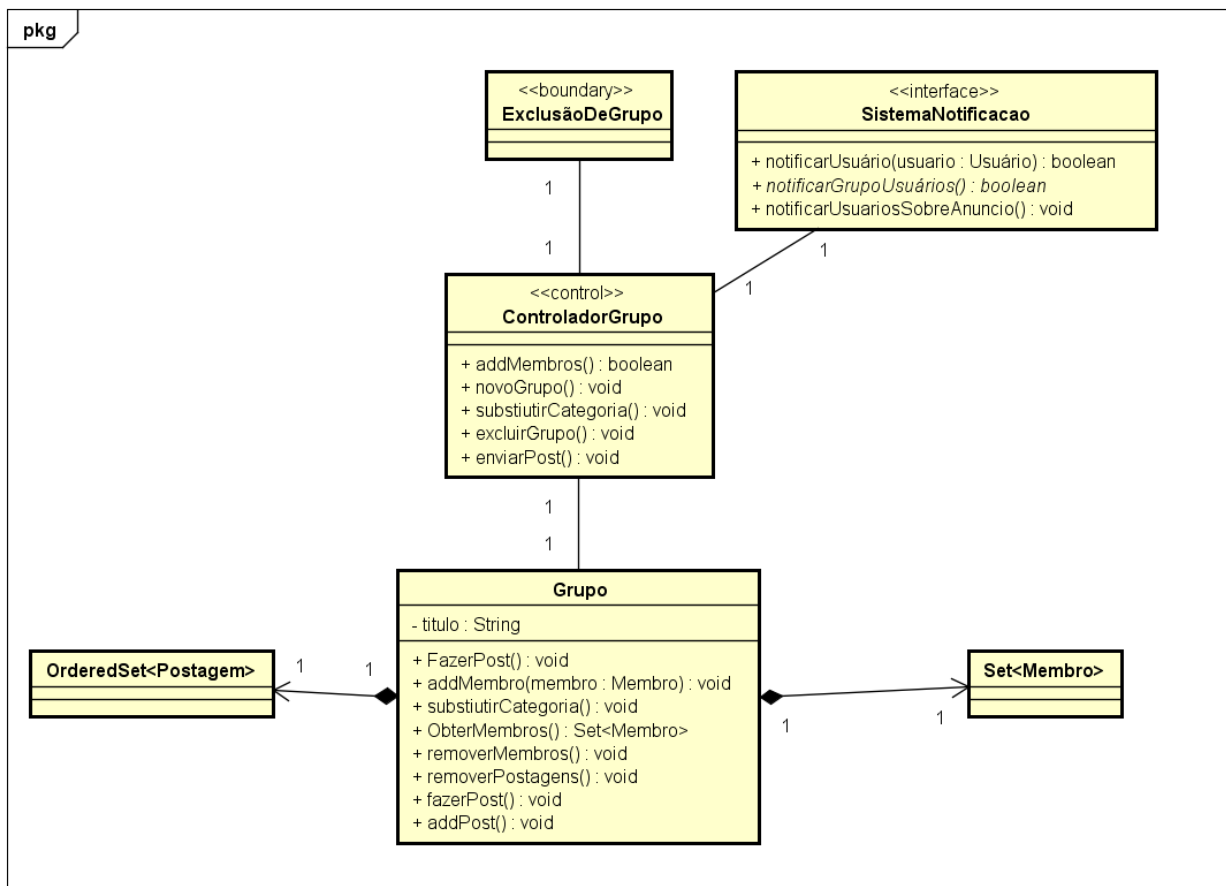 pkg
<<boundary>>
ExclusãoDeGrupo
<<interface>>
SistemaNotificacao
+ notificarUsuário(usuario : Usuário) : boolean
+ notificarGrupoUsuários() : boolean
+ notificarUsuariosSobreAnuncio() : void
1
1
1
1
<<control>>
ControladorGrupo
+ addMembros() : boolean
+ novoGrupo() : void
+ substiutirCategoria() : void
+ excluirGrupo() : void
+ enviarPost() : void
1
1
Grupo
- titulo : String
+ FazerPost() : void
+ addMembro(membro : Membro) : void
+ substiutirCategoria() : void
+ ObterMembros() : Set<Membro>
+ removerMembros() : void
+ removerPostagens() : void
+ fazerPost() : void
+ addPost() : void
OrderedSet<Postagem>
1
1
Set<Membro>
1
1